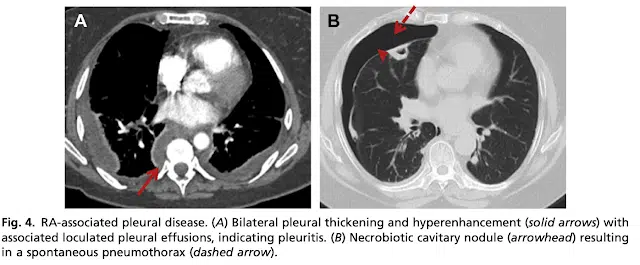 A
B
Fig. 4. RA-associated pleural disease. (A) Bilateral pleural thickening and hyperenhancement (solid arrows) with
associated loculated pleural effusions, indicating pleuritis. (B) Necrobiotic cavitary nodule (arrowhead) resulting
in a spontaneous pneumothorax (dashed arrow).